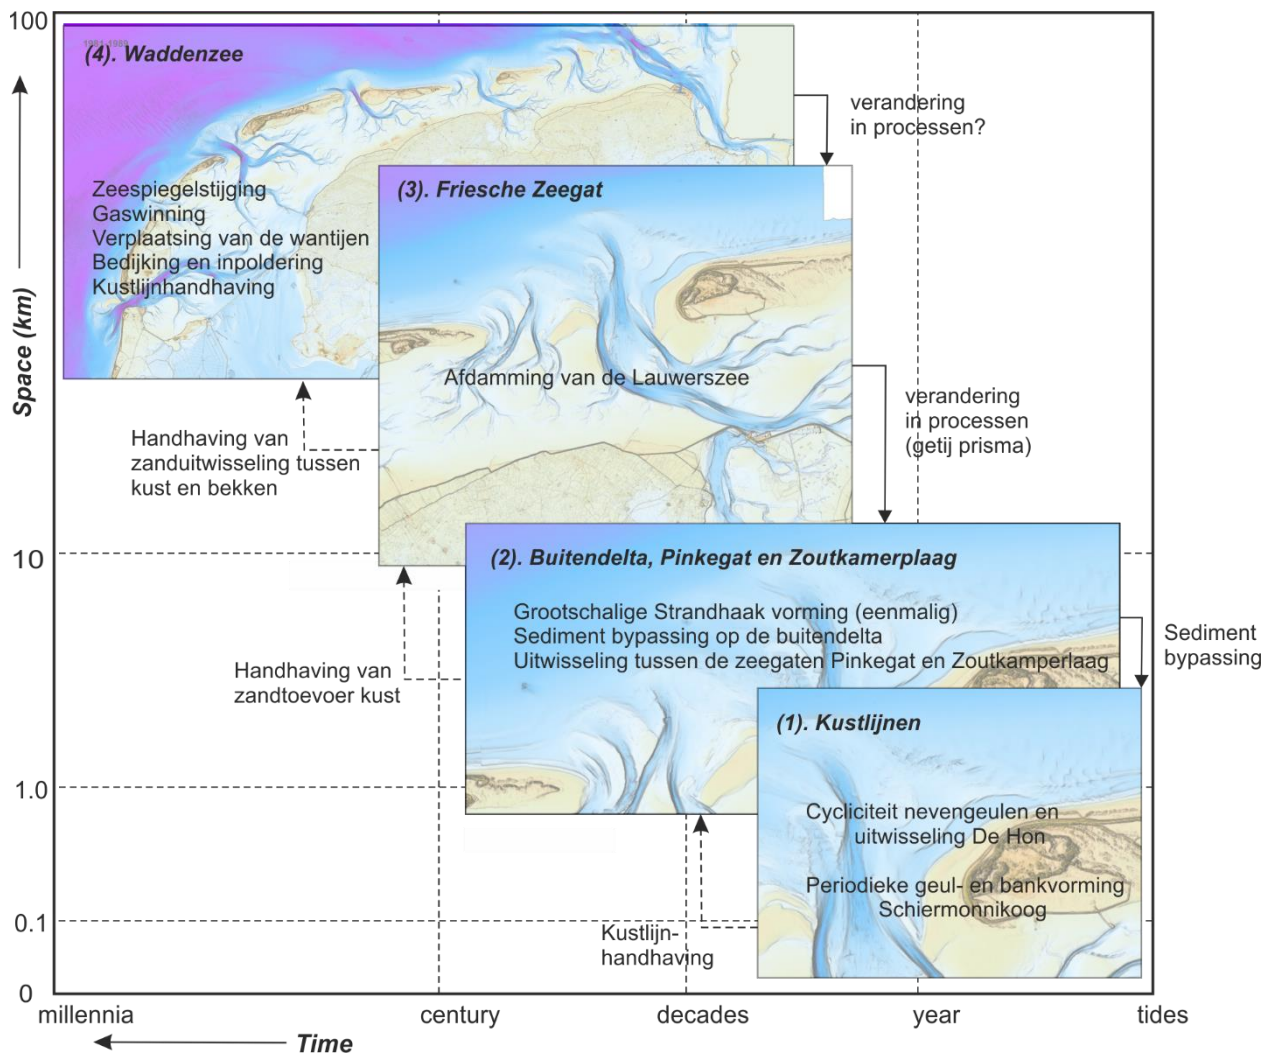 100
1984-1989
(4). Waddenzee
Zeespiegelstijging
Gaswinning
Verplaatsing van de wantijen
Bedijking en inpoldering
Kustlijnhandhaving
verandering
in processen?
(3). Friesche Zeegat
Afdamming van de Lauwerszee
verandering
in processen
(getij prisma)
Space (km)
Handhaving van
zanduitwisseling tussen
kust en bekken
10
(2). Buitendelta, Pinkegat en Zoutkamerplaag
Grootschalige Strandhaak vorming (eenmalig)
Sediment bypassing op de buitendelta
Uitwisseling tussen de zeegaten Pinkegat en Zoutkamperlaag
Sediment
bypassing
Handhaving van
zandtoevoer kust
(1). Kustlijnen
Cycliciteit nevengeulen en
uitwisseling De Hon
Periodieke geul- en bankvorming
Schiermonnikoog
1.0
0.1
Kustlijn-
handhaving
0
millennia century decades year tides
Time